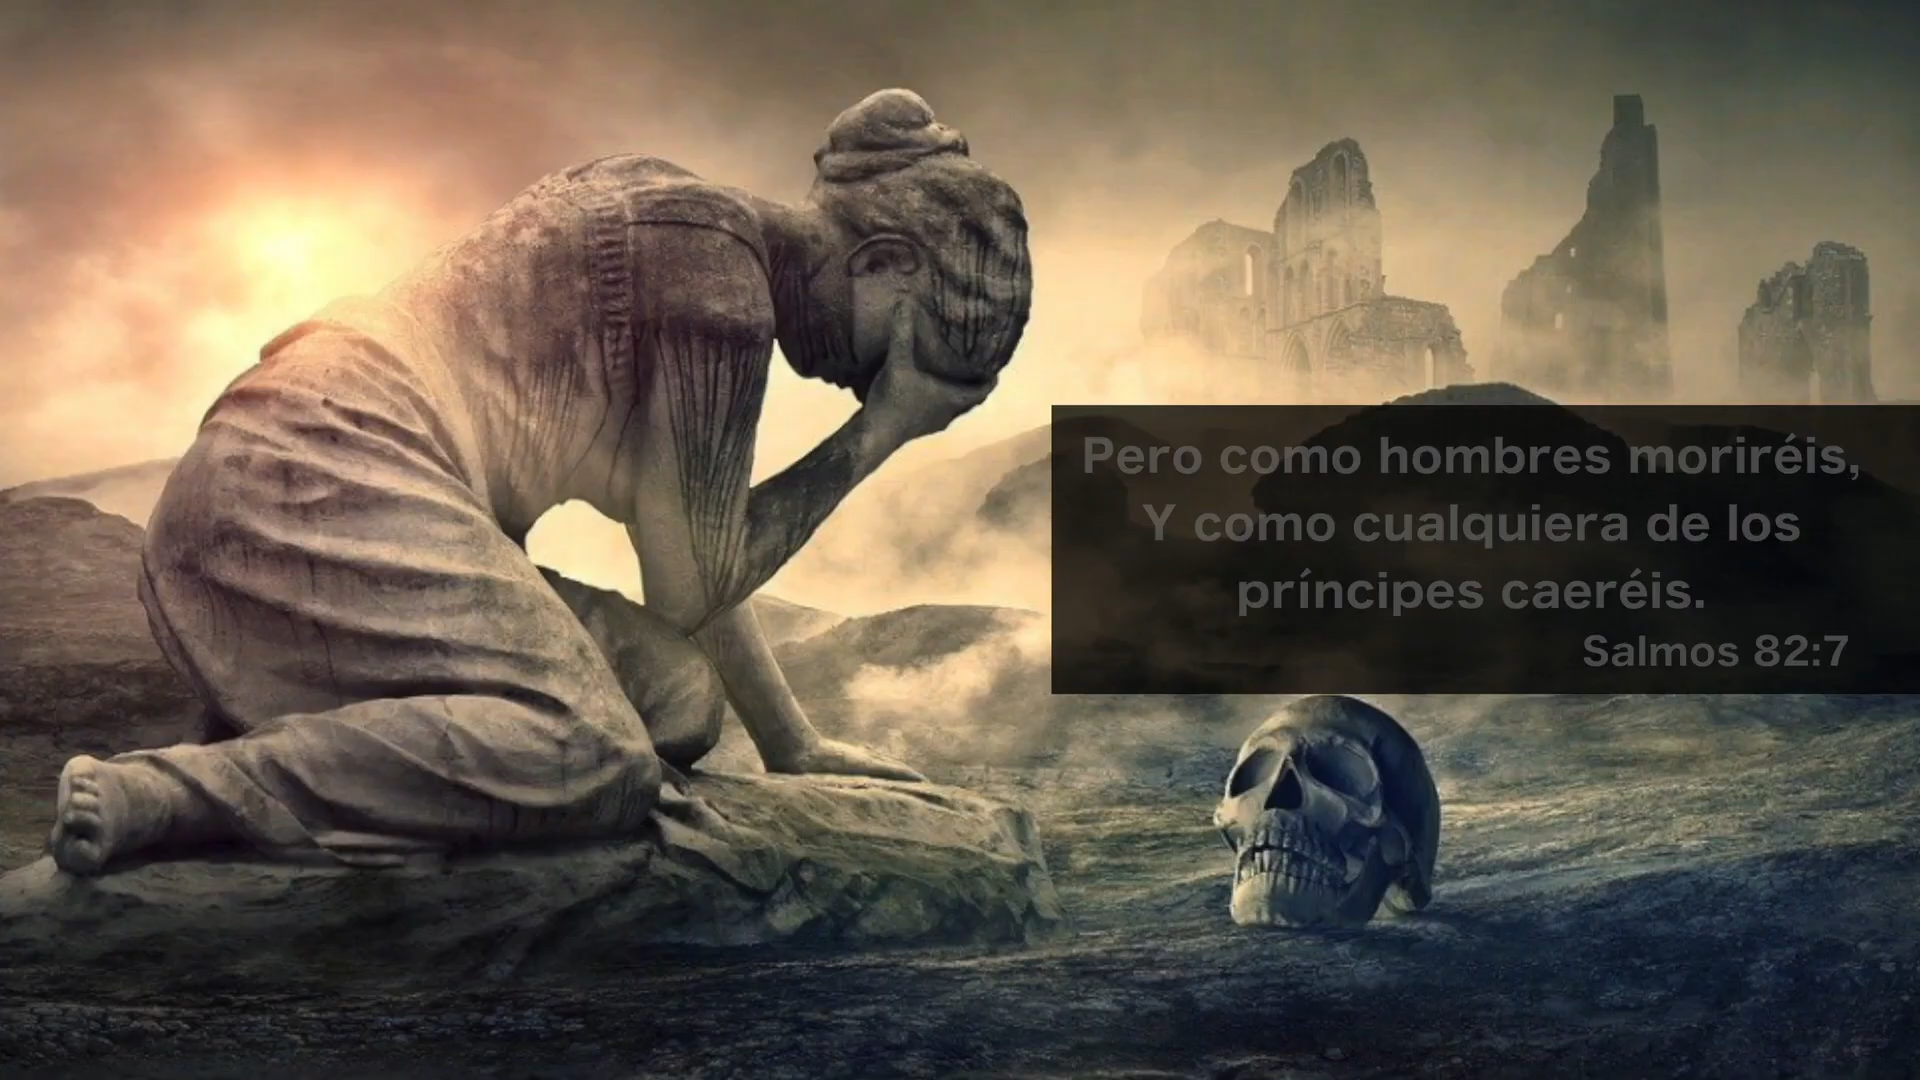 Pero como hombres moriréis,
Y como cualquiera de los
príncipes caeréis.
Salmos 82:7